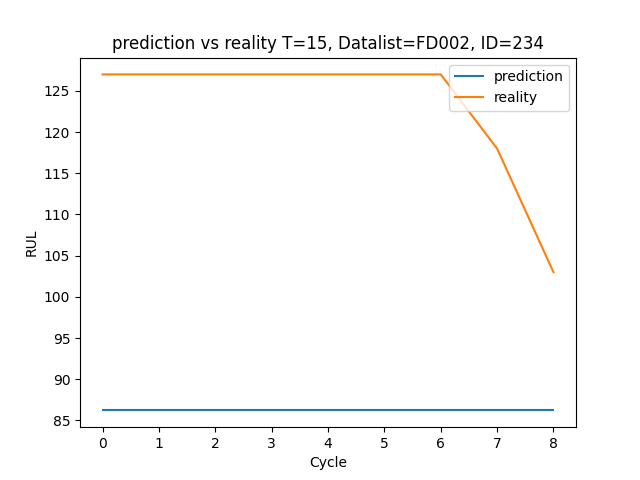 prediction vs reality T=15, Datalist=FD002, ID=234
prediction
reality
RUL
125
120
115
110
105
100
95
90
85
0 1 2 3 4 5 6 7 8
Cycle